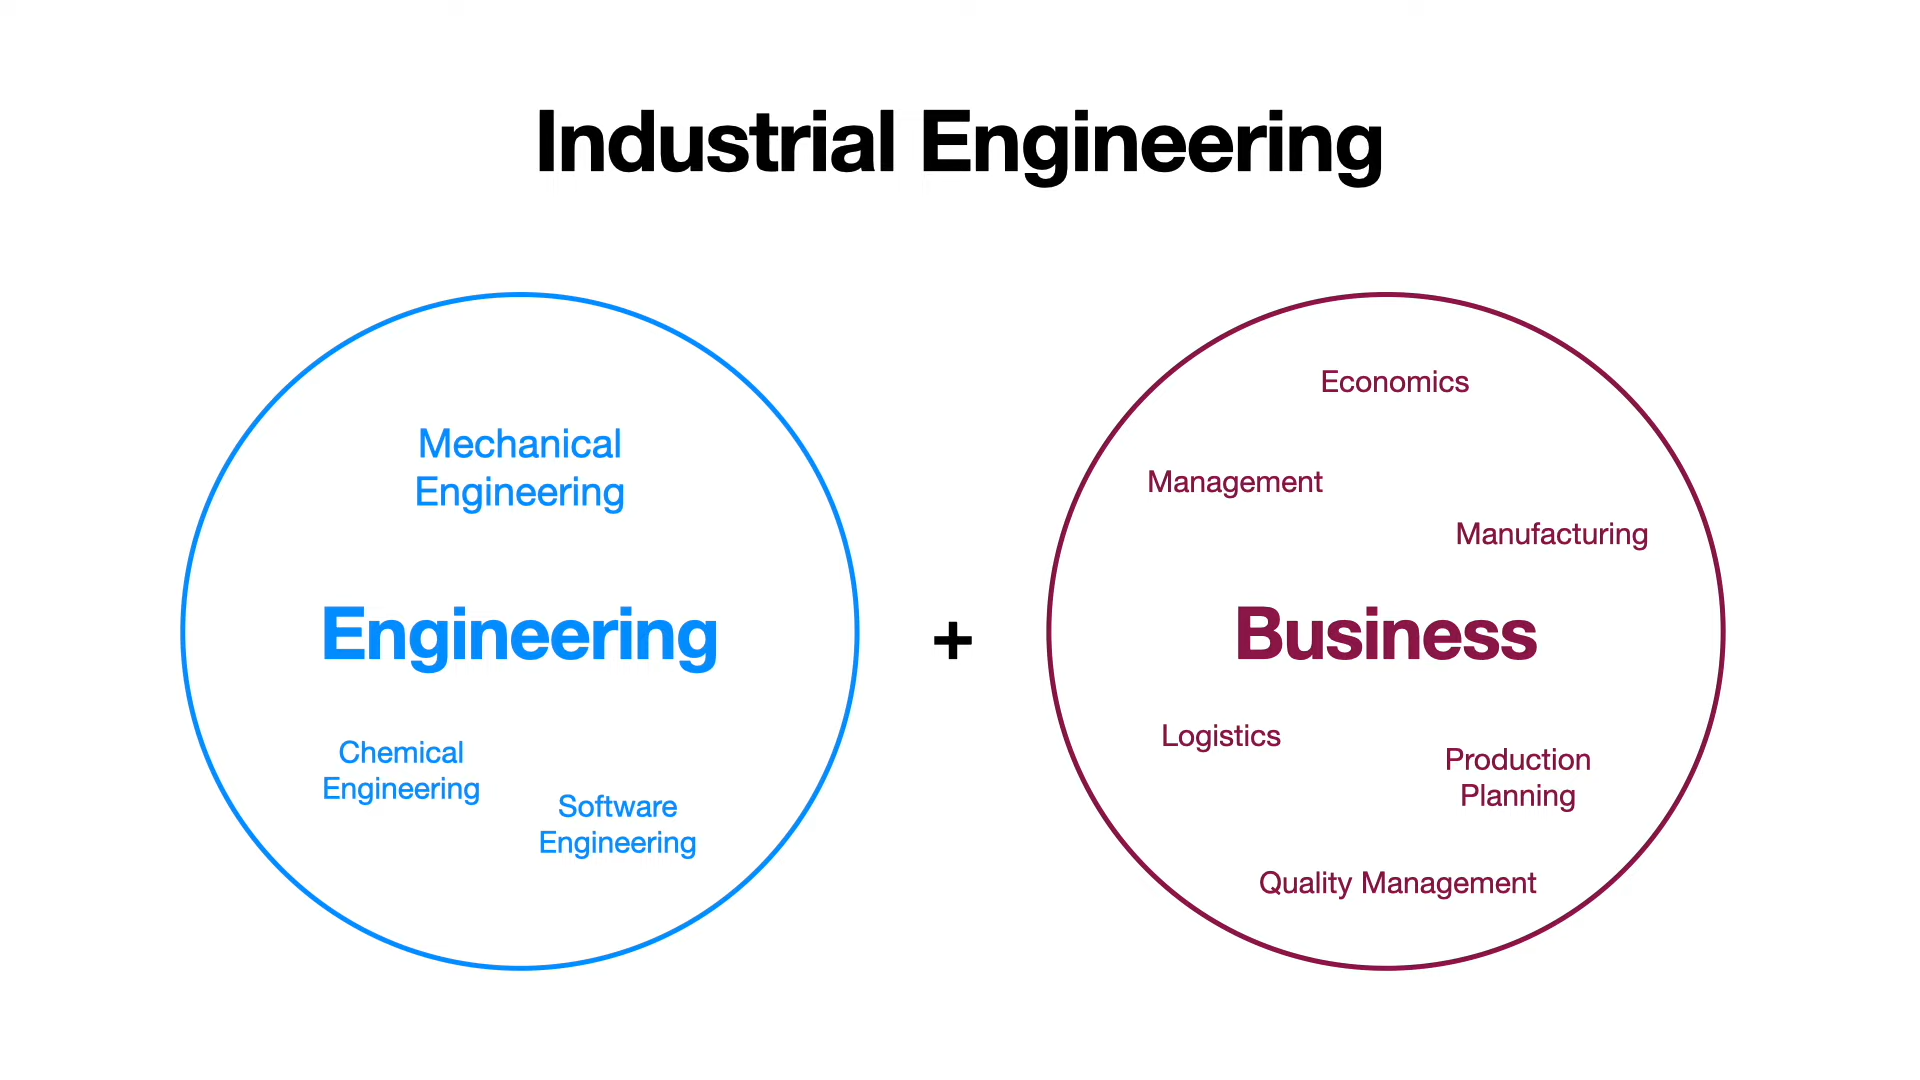 Industrial Engineering
Mechanical
Engineering
Engineering
Chemical
Engineering
Software
Engineering
+
Economics
Management
Manufacturing
Business
Logistics
Production
Planning
Quality Management